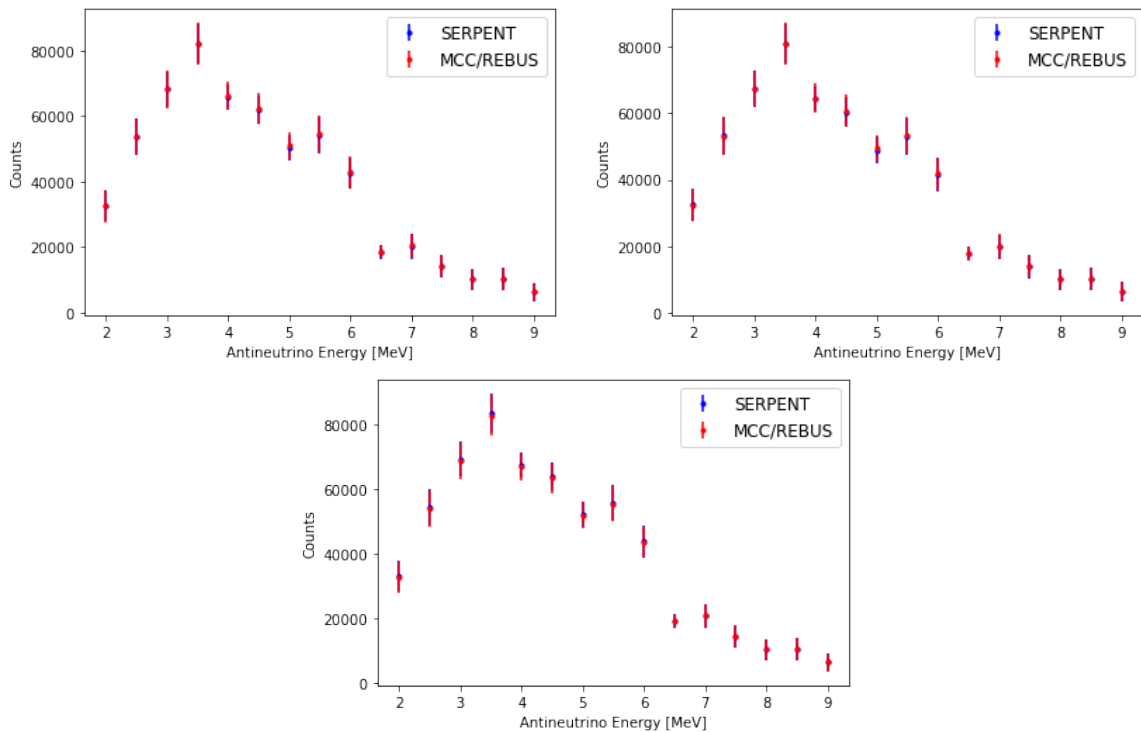 SERPENT
MCC/REBUS
80000
60000
40000
20000
0
Counts
2 3 4 5 6 7 8 9
Antineutrino Energy [MeV]
SERPENT
MCC/REBUS
80000
60000
40000
20000
0
Counts
2 3 4 5 6 7 8 9
Antineutrino Energy [MeV]
SERPENT
MCC/REBUS
80000
60000
40000
20000
0
Counts
2 3 4 5 6 7 8 9
Antineutrino Energy [MeV]